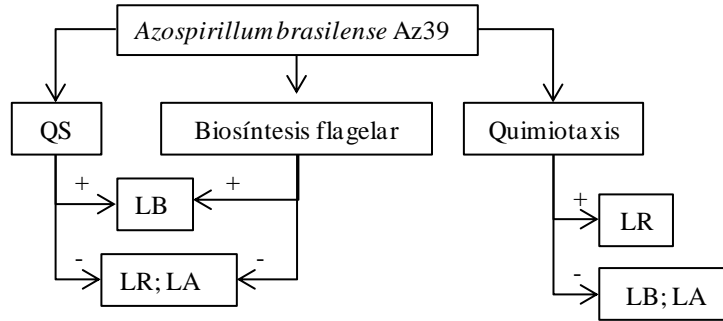 Azospirillum brasilense Az39
QS
Biosíntesis flagelar
Quimiotaxis
+
+
LB
+
LR
-
-
LR; LA
-
LB; LA